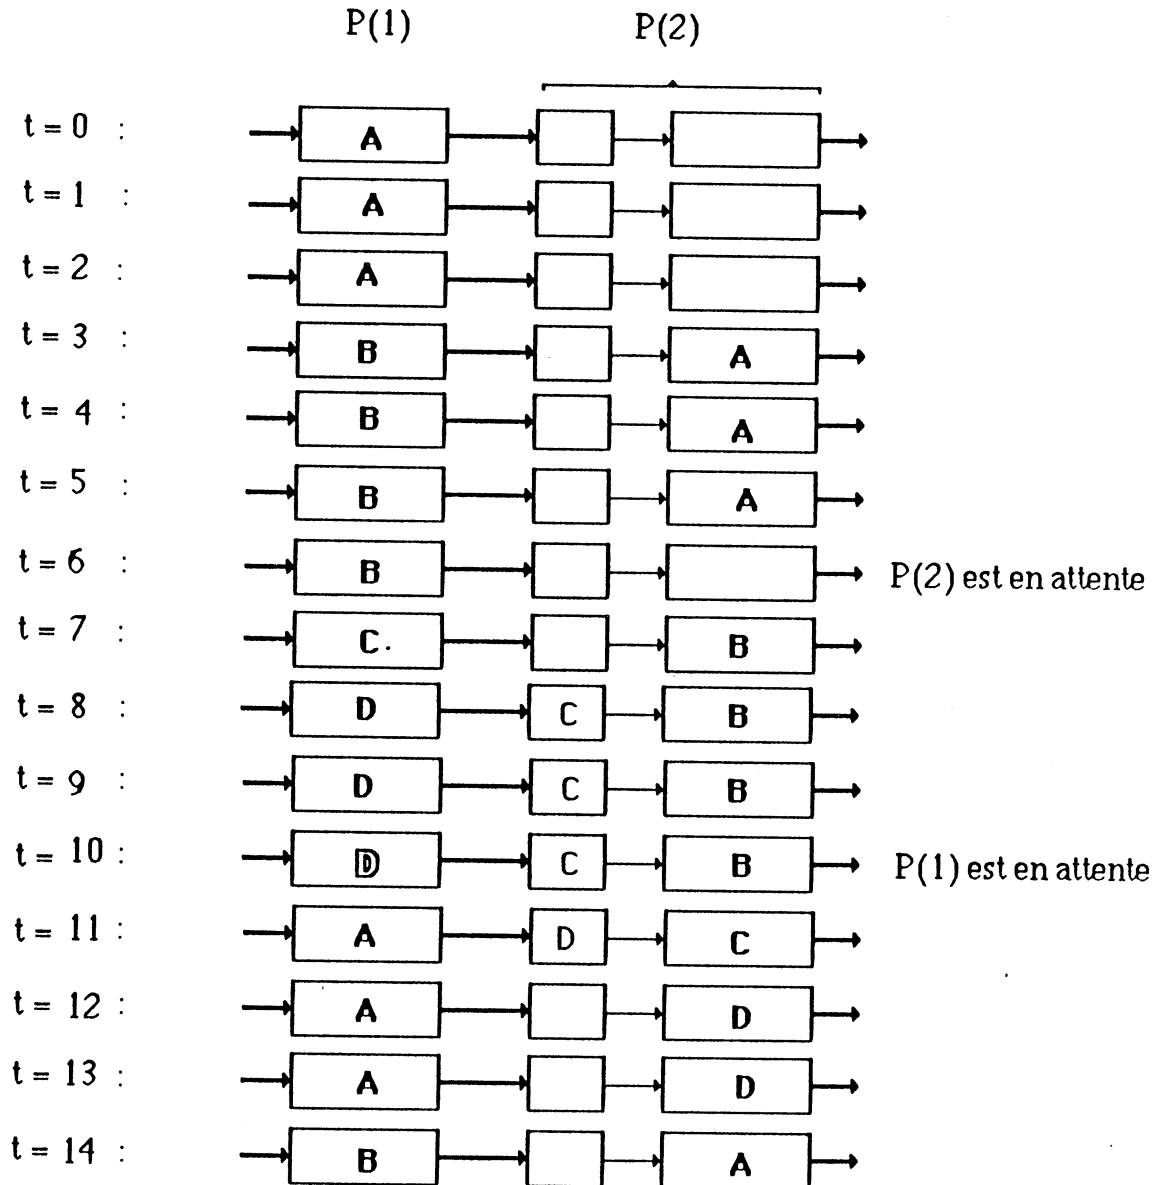 P(1) P(2)
t = 0 : A
t = 1 : A
t = 2 : A
t = 3 : B A
t = 4 : B A
t = 5 : B A
t = 6 : B P(2) est en attente
t = 7 : C. B
t = 8 : D C B
t = 9 : D C B
t = 10 : D C B P(1) est en attente
t = 11 : A D C
t = 12 : A D
t = 13 : A D
t = 14 : B A